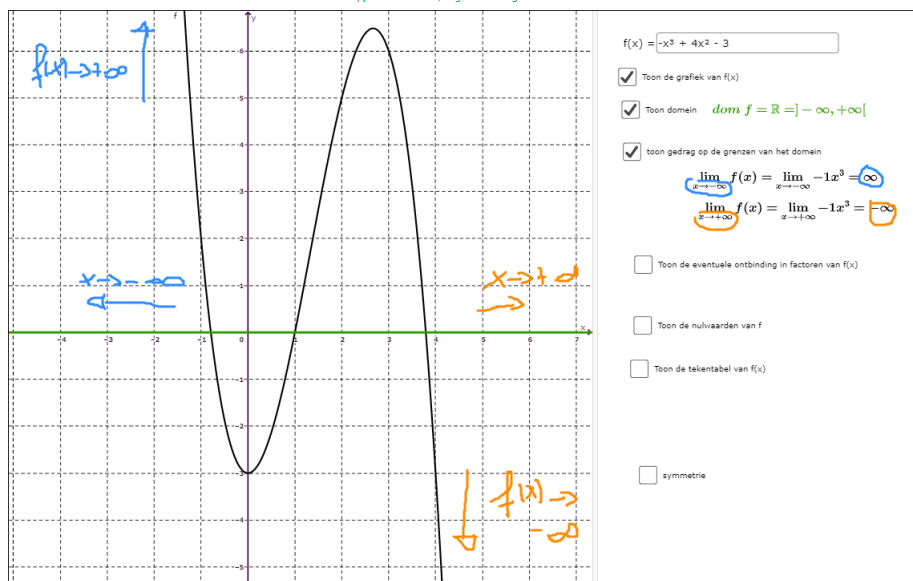 f
y
f(x) → +∞
6
5
4
3
2
1
x → -∞
x → +∞
-4 -3 -2 -1 0 1 2 3 4 5 6 7
x
-1
-2
-3
-4
-5
f(x) →
-∞
f(x) = -x³ + 4x² - 3
Toon de grafiek van f(x)
Toon domein dom f = ℝ =] − ∞, +∞[
toon gedrag op de grenzen van het domein
lim x→−∞ f(x) = lim x→−∞ −1x³ = ∞
lim x→+∞ f(x) = lim x→+∞ −1x³ = −∞
Toon de eventuele ontbinding in factoren van f(x)
Toon de nulwaarden van f
Toon de tekentabel van f(x)
symmetrie